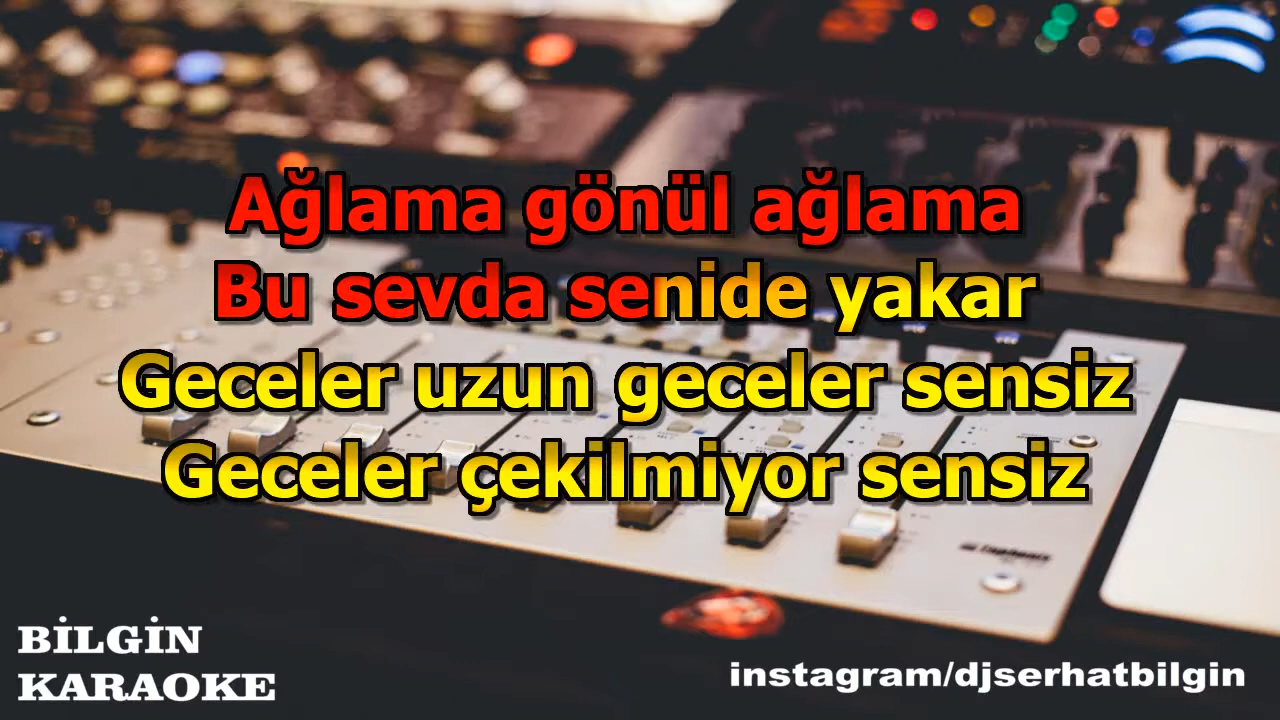 Ağlama gönül ağlama
Bu sevda senide yakar
Geceler uzun geceler sensiz
Geceler çekilmiyor sensiz
BİLGİN
KARAOKE
instagram/djserhatbilgin